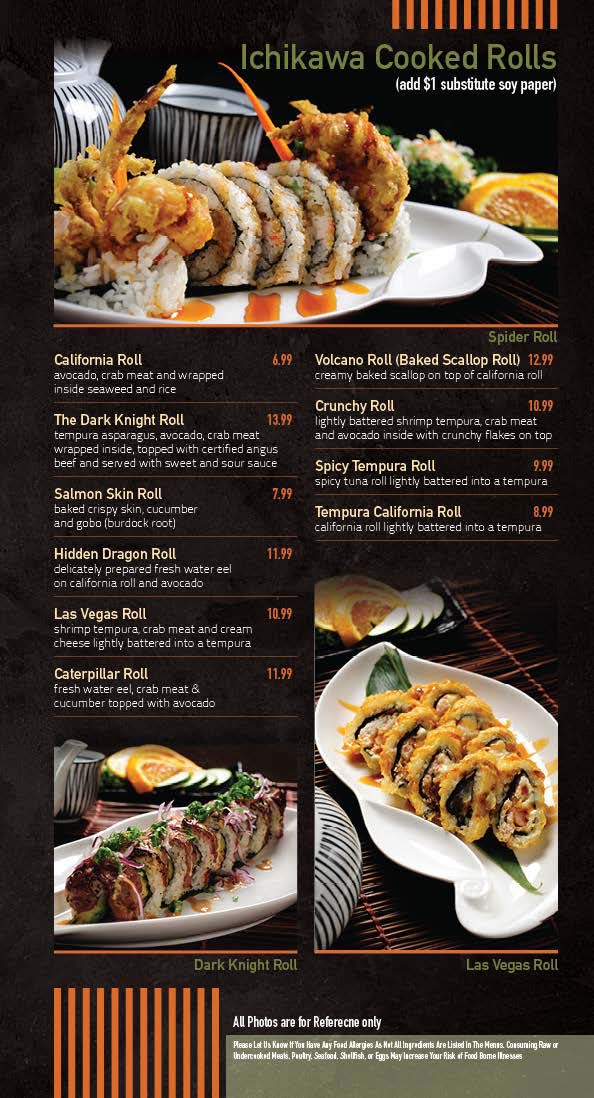 Ichikawa Cooked Rolls
(add $1 substitute soy paper)
Spider Roll
California Roll 6.99
avocado, crab meat and wrapped
inside seaweed and rice
The Dark Knight Roll 13.99
tempura asparagus, avocado, crab meat
wrapped inside, topped with certified angus
beef and served with sweet and sour sauce
Salmon Skin Roll 7.99
baked crispy skin, cucumber
and gobo (burdock root)
Hidden Dragon Roll 11.99
delicately prepared fresh water eel
on california roll and avocado
Las Vegas Roll 10.99
shrimp tempura, crab meat and cream
cheese lightly battered into a tempura
Caterpillar Roll 11.99
fresh water eel, crab meat &
cucumber topped with avocado
Volcano Roll (Baked Scallop Roll) 12.99
creamy baked scallop on top of california roll
Crunchy Roll 10.99
lightly battered shrimp tempura, crab meat
and avocado inside with crunchy flakes on top
Spicy Tempura Roll 9.99
spicy tuna roll lightly battered into a tempura
Tempura California Roll 8.99
california roll lightly battered into a tempura
Dark Knight Roll
Las Vegas Roll
All Photos are for Referecne only
Please Let Us Know If You Have Any Food Allergies As Not All Ingredients Are Listed In The Menus. Consuming Raw or
Undercooked Meats, Poultry, Seafood, Shellfish, or Eggs May Increase Your Risk of Food Borne Illnesses